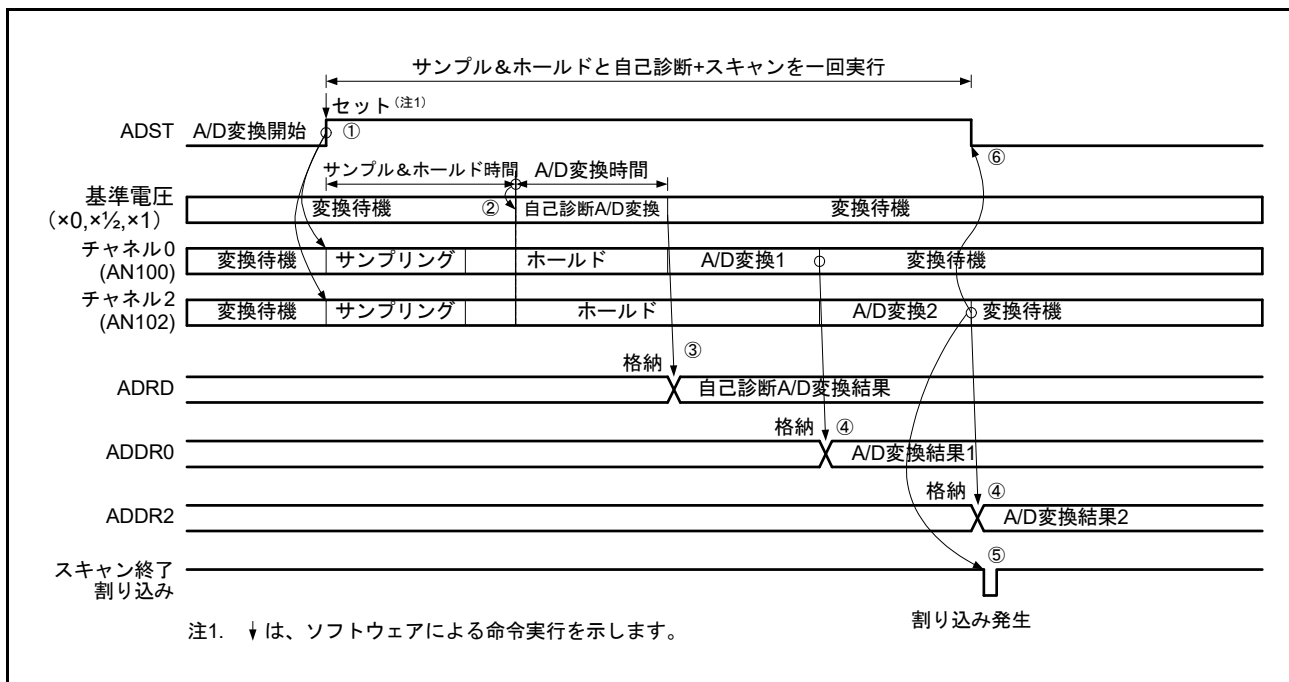 サンプル＆ホールドと自己診断+スキャンを一回実行
セット(注1)
ADST A/D変換開始 ① ⑥
サンプル＆ホールド時間 A/D変換時間
基準電圧
（×0,×½,×1）
変換待機 ② 自己診断A/D変換 変換待機
チャネル0
(AN100)
変換待機 サンプリング ホールド A/D変換1 変換待機
チャネル2
(AN102)
変換待機 サンプリング ホールド A/D変換2 変換待機
格納 ③
ADRD 自己診断A/D変換結果
格納 ④
ADDR0 A/D変換結果1
格納 ④
ADDR2 A/D変換結果2
スキャン終了
割り込み
⑤
割り込み発生
注1. ↓は、ソフトウェアによる命令実行を示します。